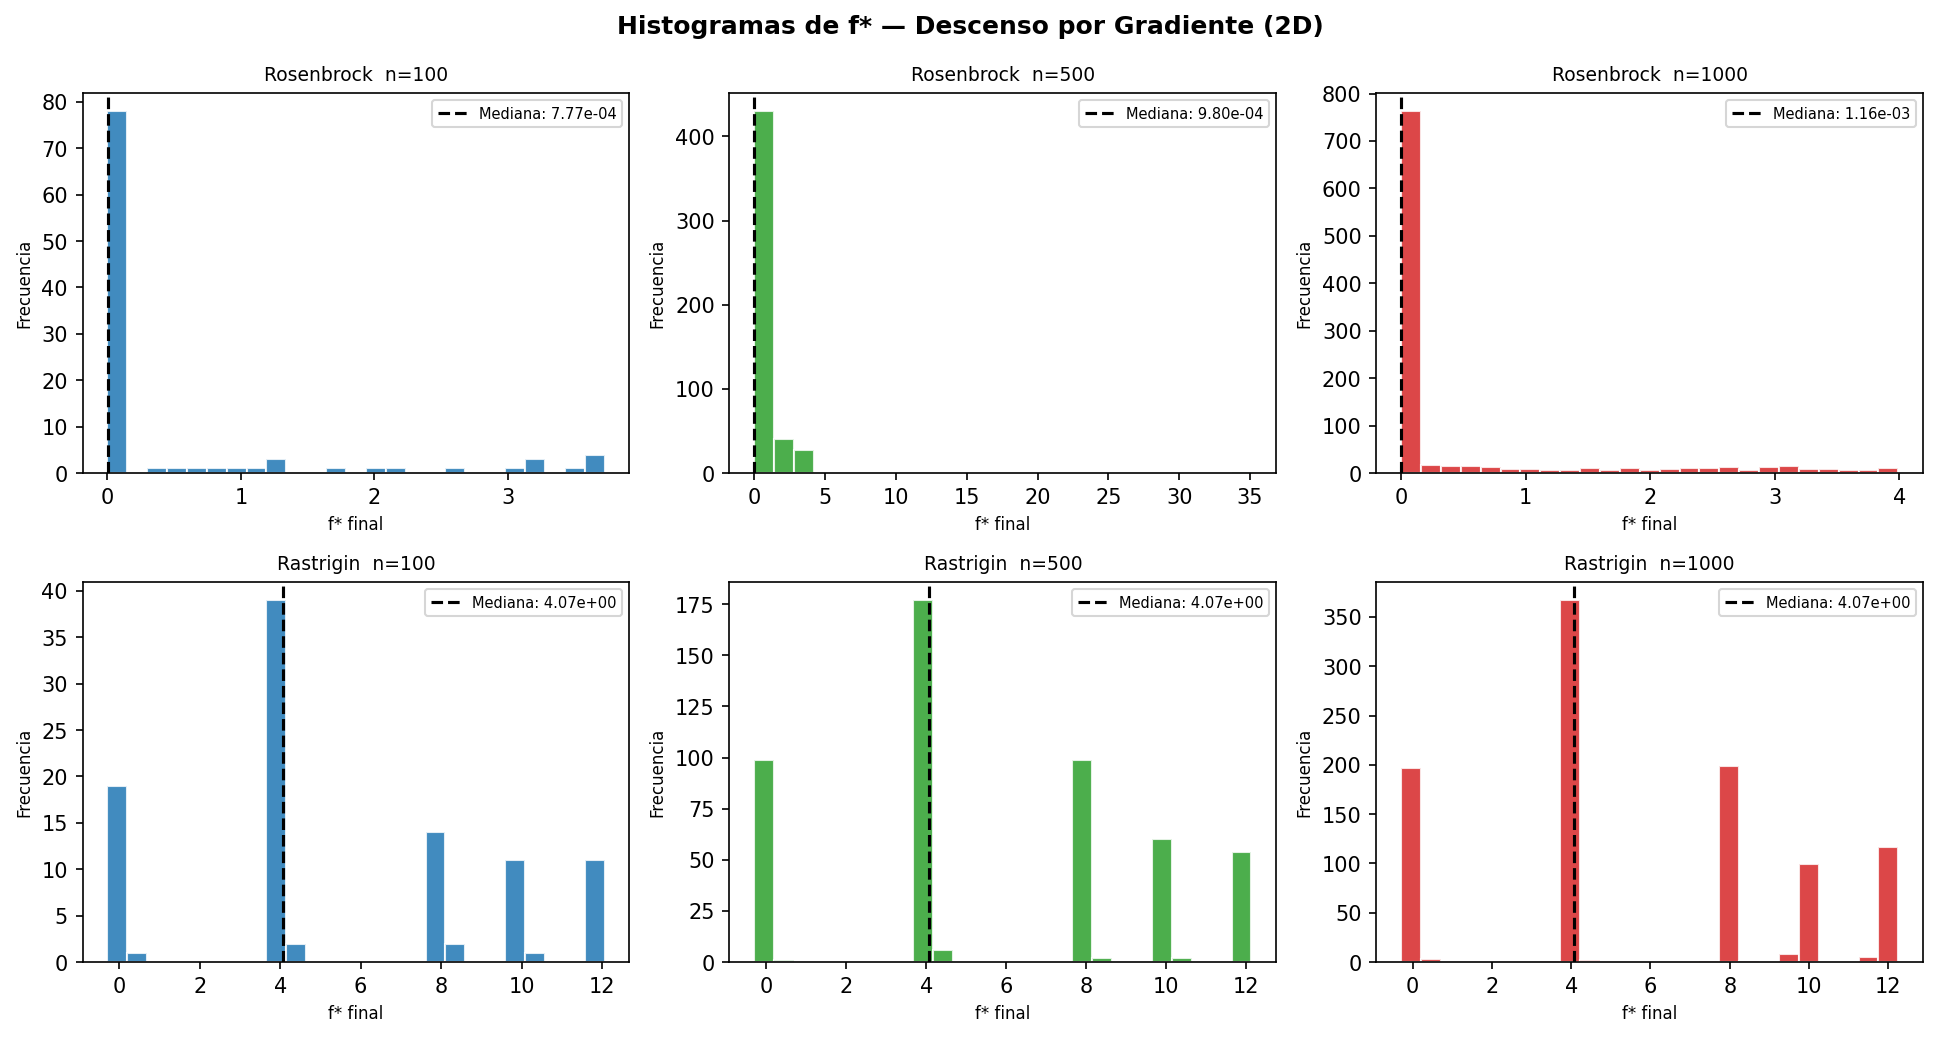 Histogramas de f* — Descenso por Gradiente (2D)
Rosenbrock n=100
Mediana: 7.77e-04
Frecuencia
80
70
60
50
40
30
20
10
0
0 1 2 3
f* final
Rosenbrock n=500
Mediana: 9.80e-04
Frecuencia
400
300
200
100
0
0 5 10 15 20 25 30 35
f* final
Rosenbrock n=1000
Mediana: 1.16e-03
Frecuencia
800
700
600
500
400
300
200
100
0
0 1 2 3 4
f* final
Rastrigin n=100
Mediana: 4.07e+00
Frecuencia
40
35
30
25
20
15
10
5
0
0 2 4 6 8 10 12
f* final
Rastrigin n=500
Mediana: 4.07e+00
Frecuencia
175
150
125
100
75
50
25
0
0 2 4 6 8 10 12
f* final
Rastrigin n=1000
Mediana: 4.07e+00
Frecuencia
350
300
250
200
150
100
50
0
0 2 4 6 8 10 12
f* final